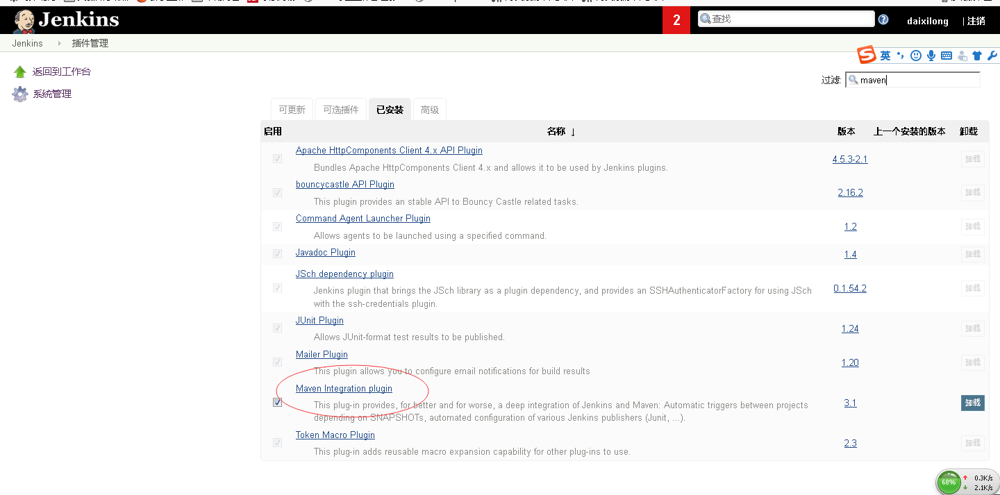 Jenkins
2
查找
?
daixilong
| 注销
Jenkins
插件管理
英
返回到工作台
系统管理
过滤:
maven
可更新
可选插件
已安装
高级
启用
名称 ↓
版本
上一个安装的版本
卸载
Apache HttpComponents Client 4.x API Plugin
Bundles Apache HttpComponents Client 4.x and allows it to be used by Jenkins plugins.
4.5.3-2.1
卸载
bouncycastle API Plugin
This plugin provides an stable API to Bouncy Castle related tasks.
2.16.2
卸载
Command Agent Launcher Plugin
Allows agents to be launched using a specified command.
1.2
卸载
Javadoc Plugin
1.4
卸载
JSch dependency plugin
Jenkins plugin that brings the JSch library as a plugin dependency, and provides an SSHAuthenticatorFactory for using JSch
with the ssh-credentials plugin.
0.1.54.2
卸载
JUnit Plugin
Allows JUnit-format test results to be published.
1.24
卸载
Mailer Plugin
This plugin allows you to configure email notifications for build results
1.20
卸载
Maven Integration plugin
This plug-in provides, for better and for worse, a deep integration of Jenkins and Maven: Automatic triggers between projects
depending on SNAPSHOTs, automated configuration of various Jenkins publishers (Junit, ...).
3.1
卸载
Token Macro Plugin
This plug-in adds reusable macro expansion capability for other plug-ins to use.
2.3
卸载
68%
0.3K/s
2.1K/s